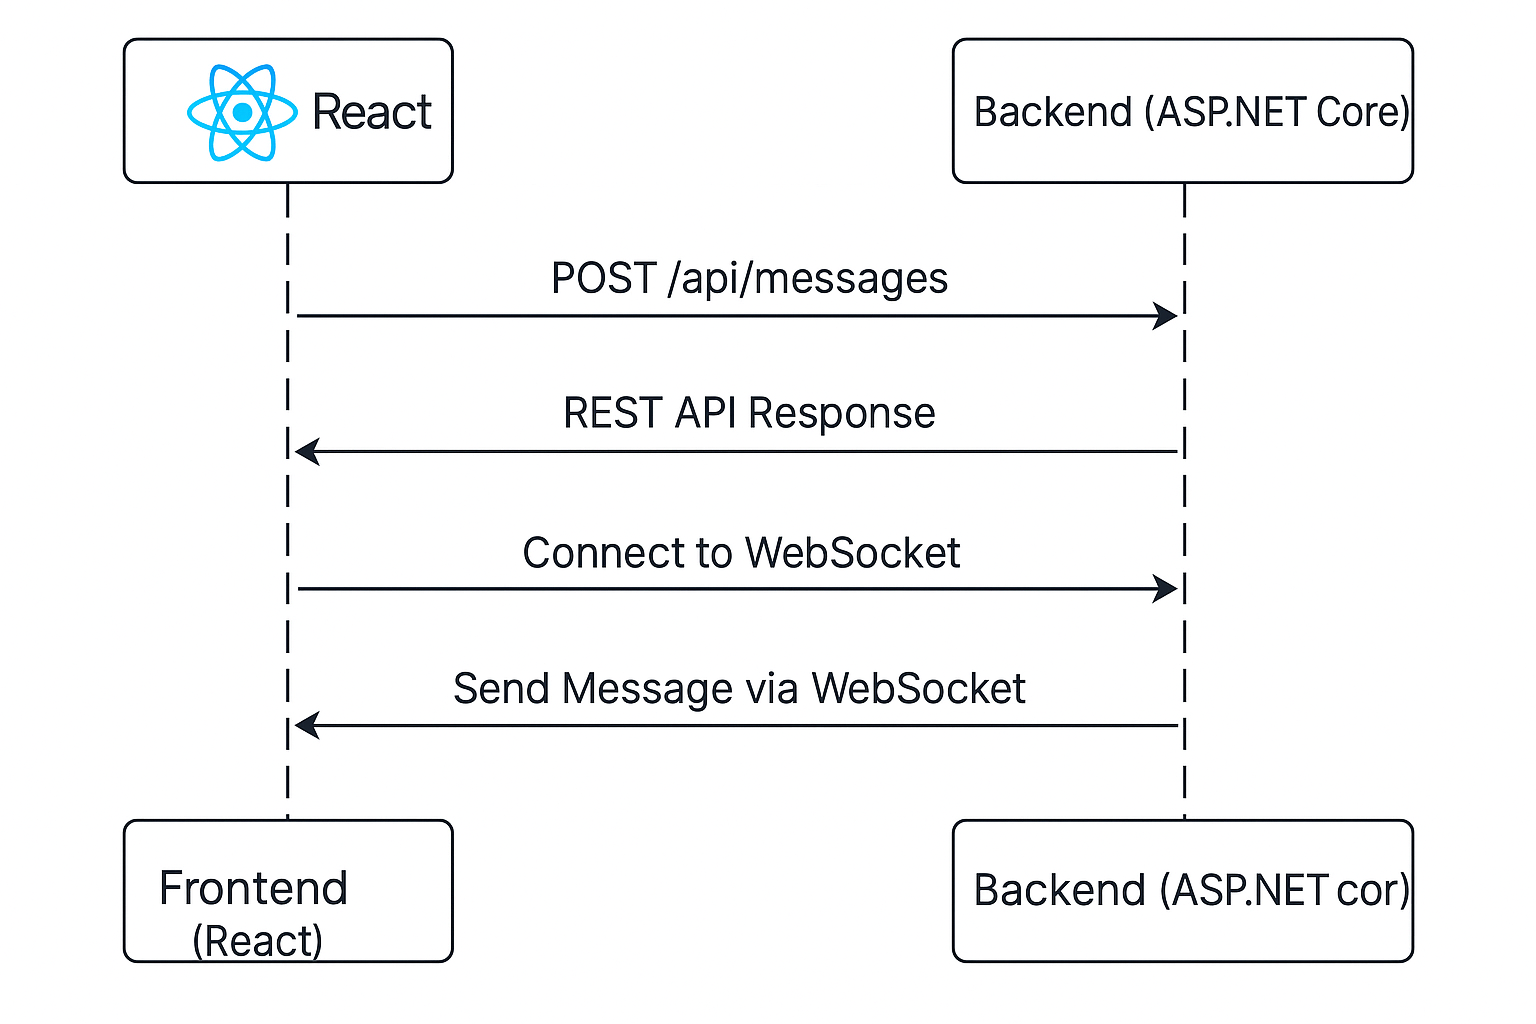 React
Backend (ASP.NET Core)
POST /api/messages
REST API Response
Connect to WebSocket
Send Message via WebSocket
Frontend
(React)
Backend (ASP.NET cor)